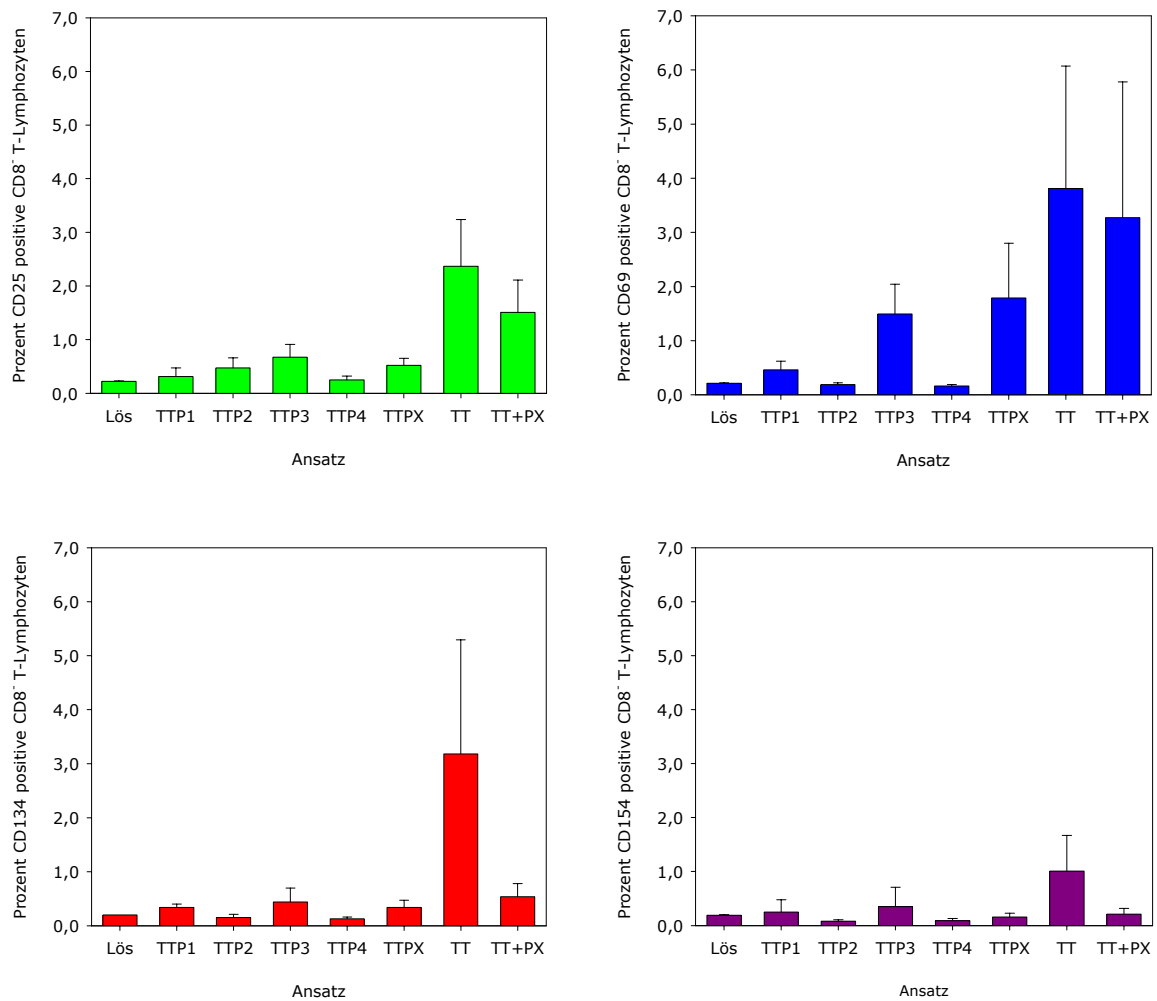 Prozent CD25 positive CD8⁻ T-Lymphozyten
7,0
6,0
5,0
4,0
3,0
2,0
1,0
0,0
Lös TTP1 TTP2 TTP3 TTP4 TTPX TT TT+PX
Ansatz
Prozent CD69 positive CD8⁻ T-Lymphozyten
7,0
6,0
5,0
4,0
3,0
2,0
1,0
0,0
Lös TTP1 TTP2 TTP3 TTP4 TTPX TT TT+PX
Ansatz
Prozent CD134 positive CD8⁻ T-Lymphozyten
7,0
6,0
5,0
4,0
3,0
2,0
1,0
0,0
Lös TTP1 TTP2 TTP3 TTP4 TTPX TT TT+PX
Ansatz
Prozent CD154 positive CD8⁻ T-Lymphozyten
7,0
6,0
5,0
4,0
3,0
2,0
1,0
0,0
Lös TTP1 TTP2 TTP3 TTP4 TTPX TT TT+PX
Ansatz